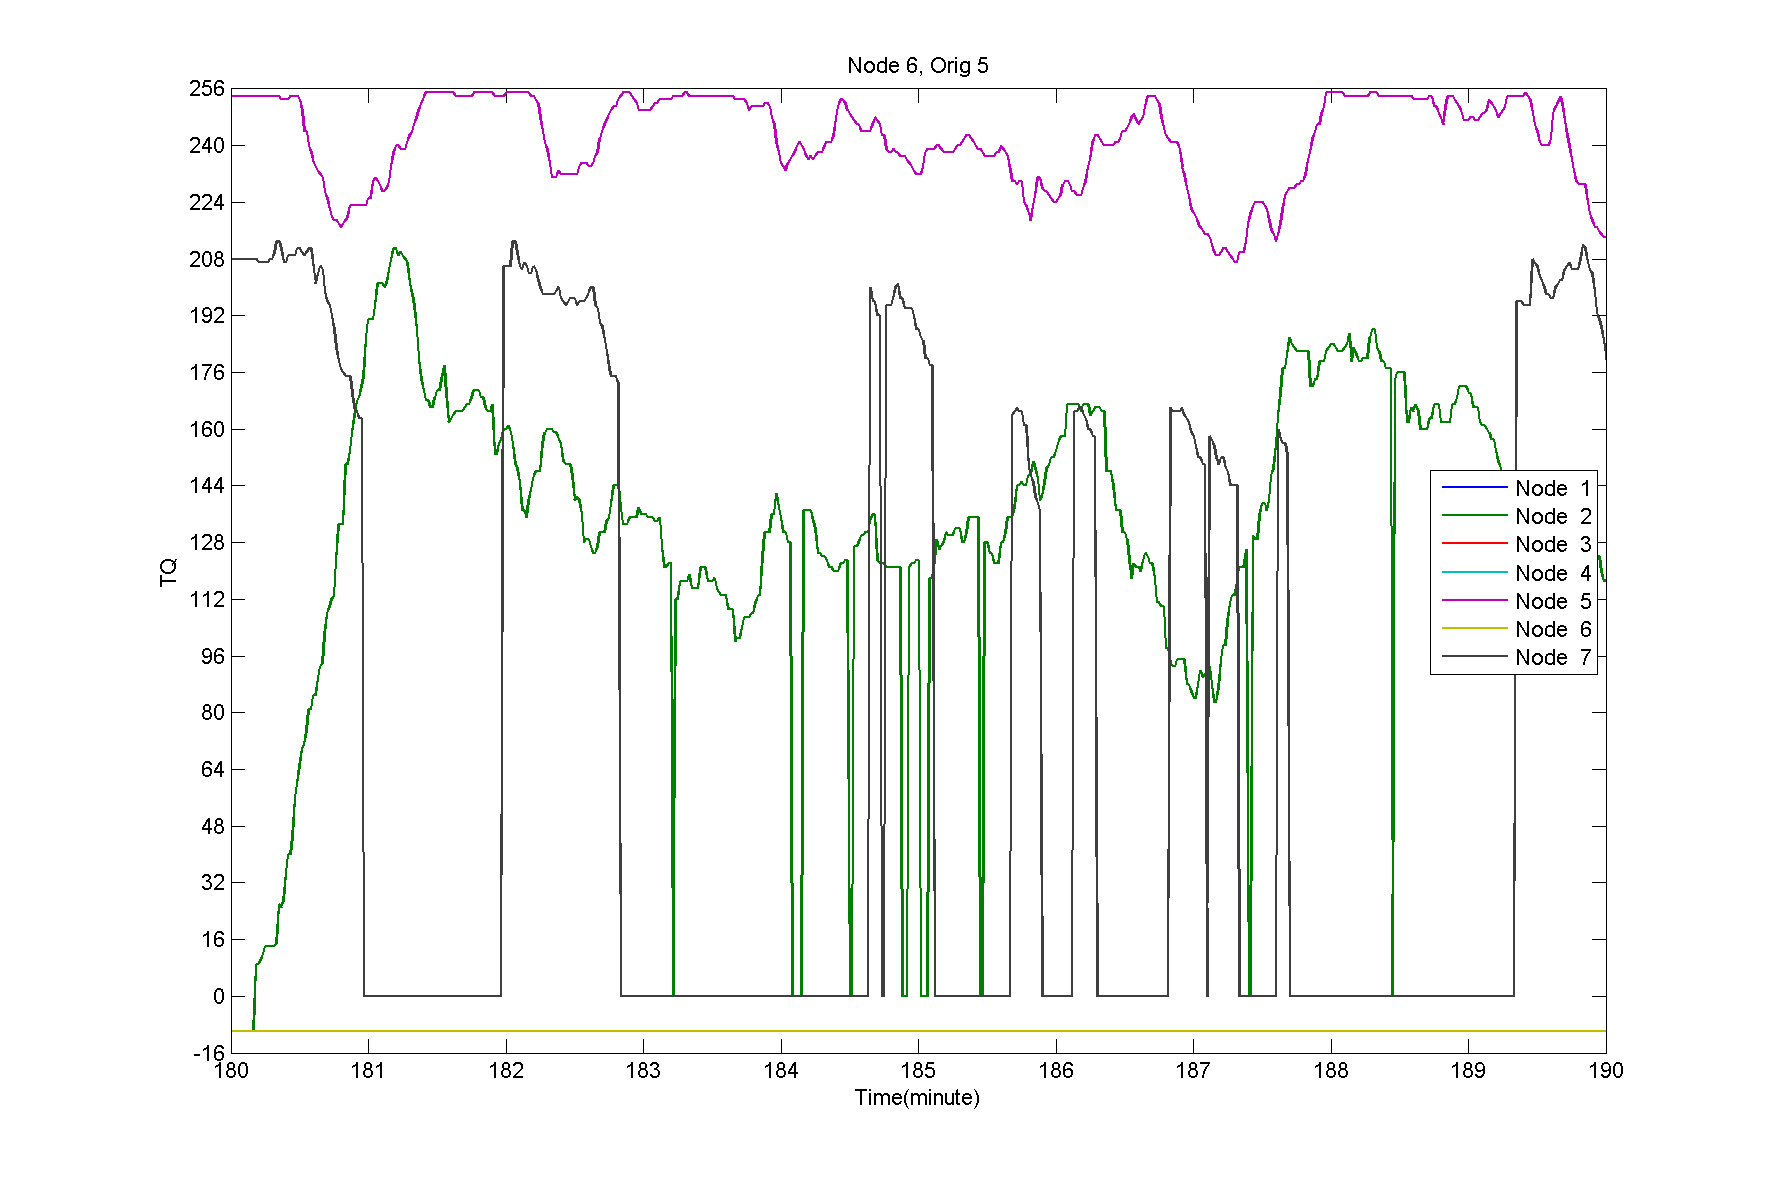 Node 6, Orig 5
256
240
224
208
192
176
160
144
128
112
96
80
64
48
32
16
0
-16
TQ
180 181 182 183 184 185 186 187 188 189 190
Time(minute)
Node 1
Node 2
Node 3
Node 4
Node 5
Node 6
Node 7